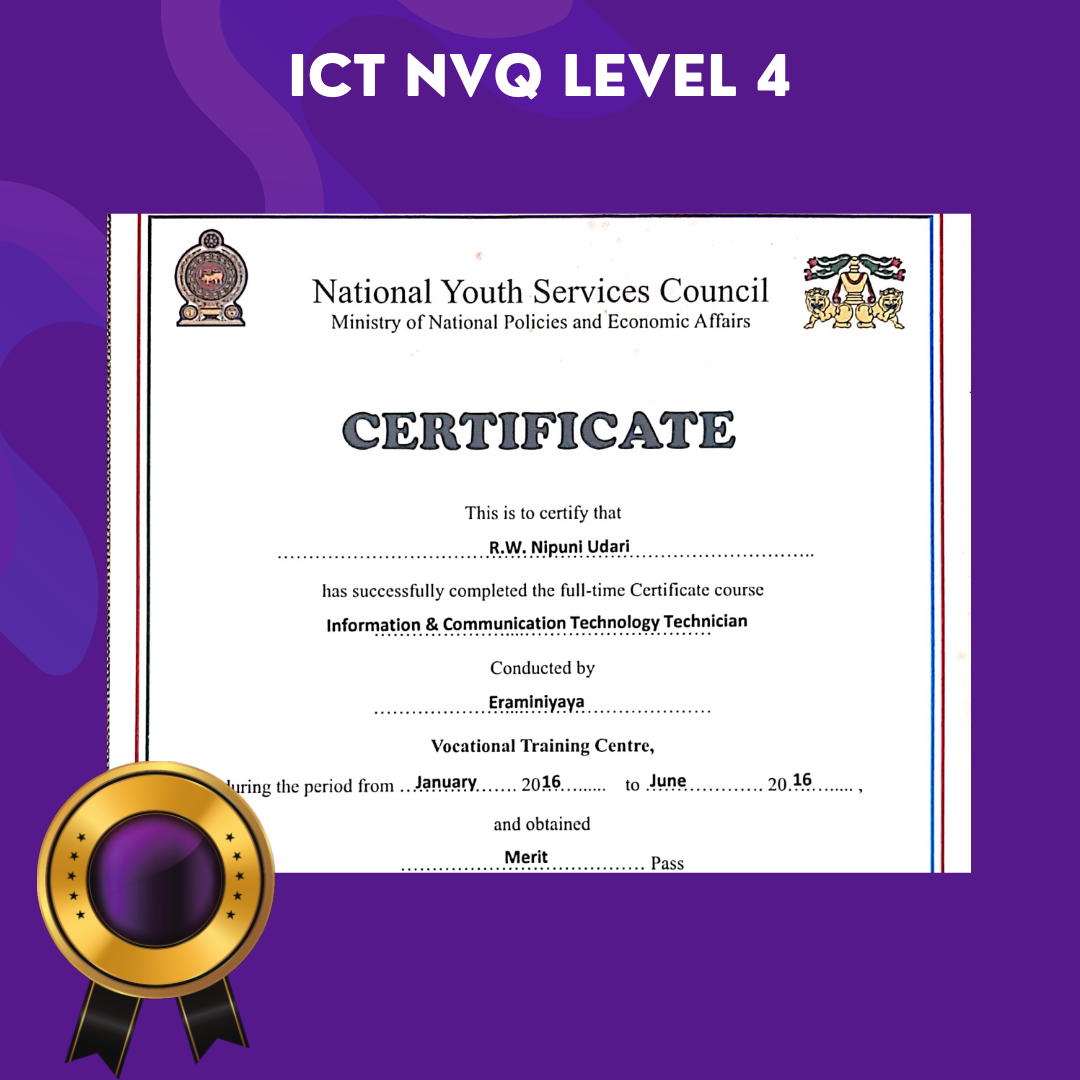 ICT NVQ LEVEL 4
National Youth Services Council
Ministry of National Policies and Economic Affairs
CERTIFICATE
This is to certify that
R.W. Nipuni Udari
has successfully completed the full-time Certificate course
Information & Communication Technology Technician
Conducted by
Eraminiyaya
Vocational Training Centre,
during the period from January 2016 to June 2016,
and obtained
Merit Pass